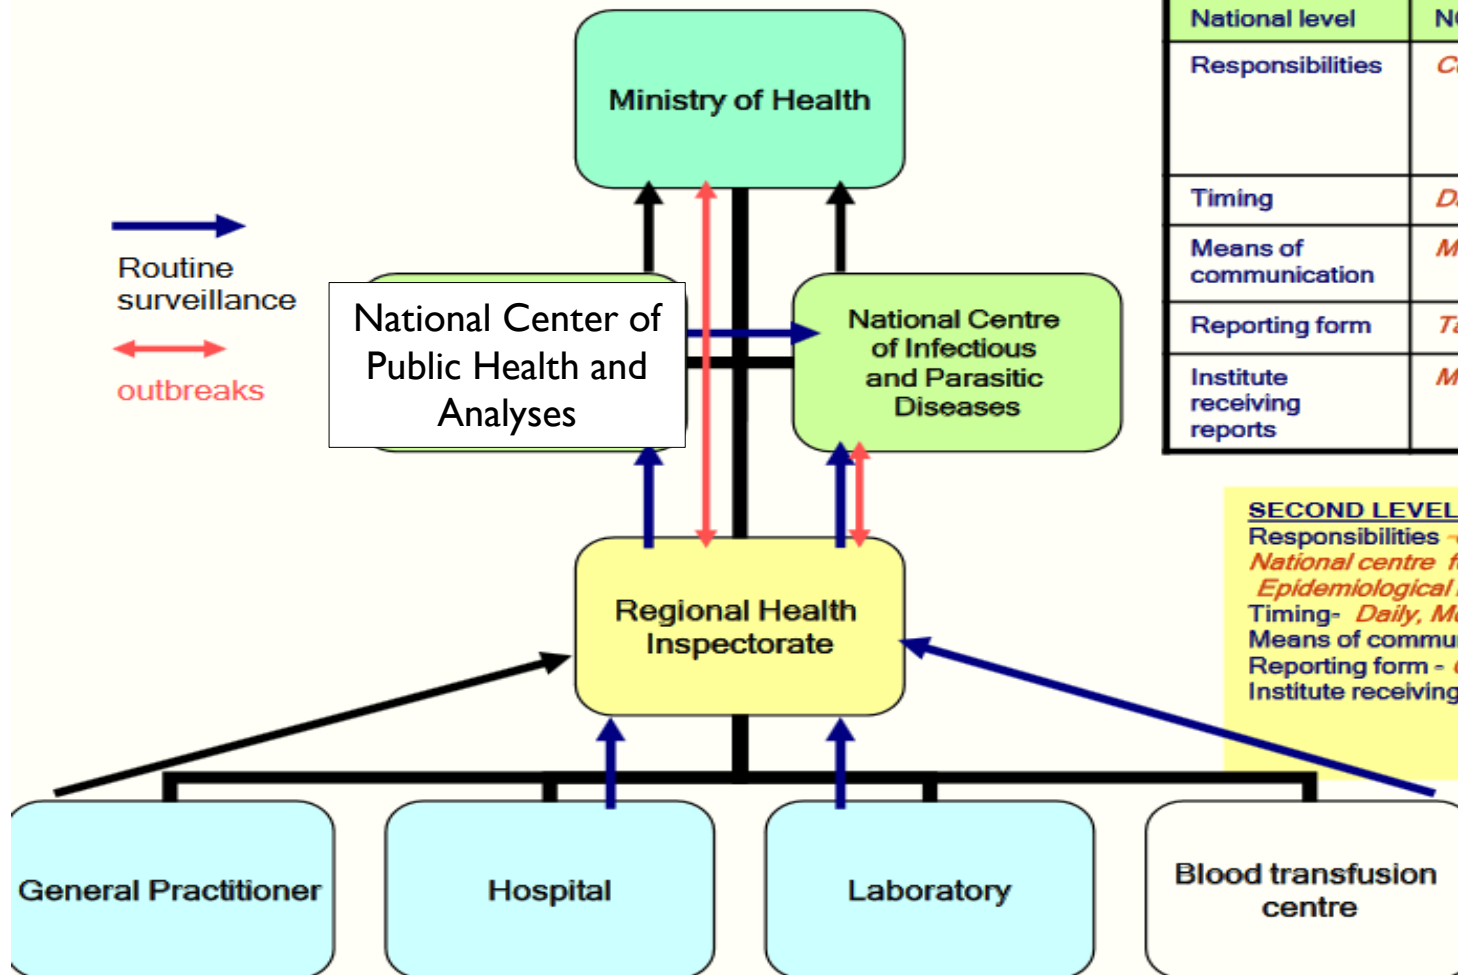 Ministry of Health
Routine
surveillance
outbreaks
National Center of
Public Health and
Analyses
National Centre
of Infectious
and Parasitic
Diseases
Regional Health
Inspectorate
General Practitioner
Hospital
Laboratory
Blood transfusion
centre
National level
Responsibilities
Timing
Means of
communication
Reporting form
Institute
receiving
reports
SECOND LEVEL
Responsibilities -
National centre
Epidemiological
Timing- Daily,
Means of
Reporting form -
Institute receiving